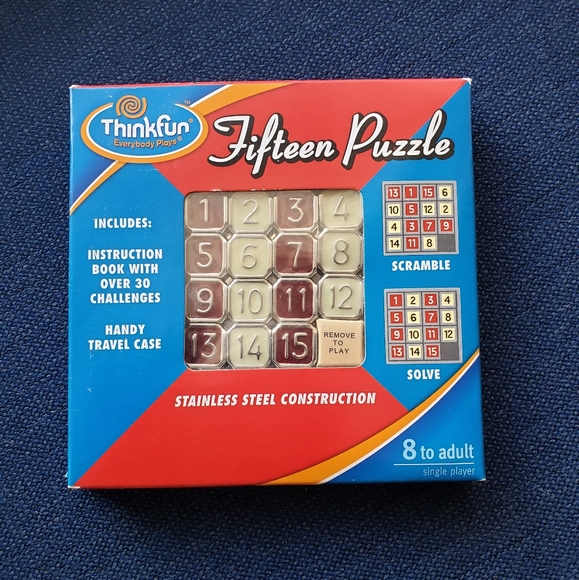 ThinkFun®
Everybody Plays®
™
Fifteen Puzzle
INCLUDES:
INSTRUCTION
BOOK WITH
OVER 30
CHALLENGES
HANDY
TRAVEL CASE
1 2 3 4
5 6 7 8
9 10 11 12
13 14 15 REMOVE
TO
PLAY
13 1 15 6
10 5 12 2
4 3 7 9
14 11 8
SCRAMBLE
1 2 3 4
5 6 7 8
9 10 11 12
13 14 15
SOLVE
STAINLESS STEEL CONSTRUCTION
8 to adult
single player